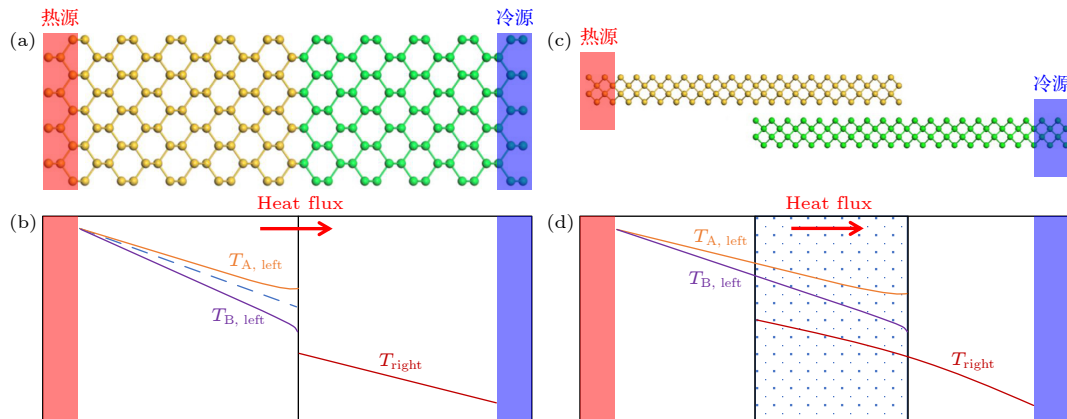 热源
冷源
(a)
(c)
热源
冷源
(b)
Heat flux
T_A, left
T_B, left
T_right
(d)
Heat flux
T_A, left
T_B, left
T_right